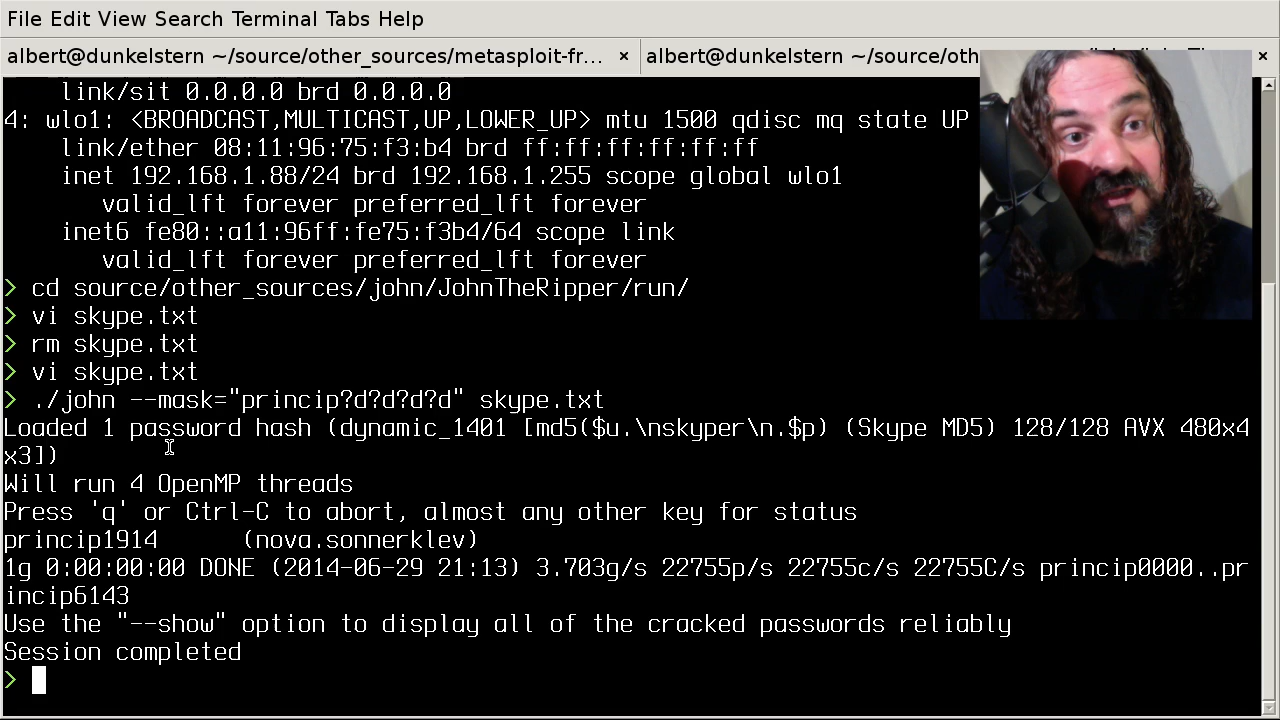 File Edit View Search Terminal Tabs Help
albert@dunkelstern ~/source/other_sources/metasploit-fr... × albert@dunkelstern ~/source/oth ×
link/sit 0.0.0.0 brd 0.0.0.0
4: wlo1: <BROADCAST,MULTICAST,UP,LOWER_UP> mtu 1500 qdisc mq state UP
link/ether 08:11:96:75:f3:b4 brd ff:ff:ff:ff:ff:ff
inet 192.168.1.88/24 brd 192.168.1.255 scope global wlo1
valid_lft forever preferred_lft forever
inet6 fe80::a11:96ff:fe75:f3b4/64 scope link
valid_lft forever preferred_lft forever
> cd source/other_sources/john/JohnTheRipper/run/
> vi skype.txt
> rm skype.txt
> vi skype.txt
> ./john --mask="princip?d?d?d?d" skype.txt
Loaded 1 password hash (dynamic_1401 [md5($u.\nskyper\n.$p) (Skype MD5) 128/128 AVX 480x4
x3])
Will run 4 OpenMP threads
Press 'q' or Ctrl-C to abort, almost any other key for status
princip1914 (nova.sonnerklev)
1g 0:00:00:00 DONE (2014-06-29 21:13) 3.703g/s 22755p/s 22755c/s 22755C/s princip0000..pr
incip6143
Use the "--show" option to display all of the cracked passwords reliably
Session completed
>